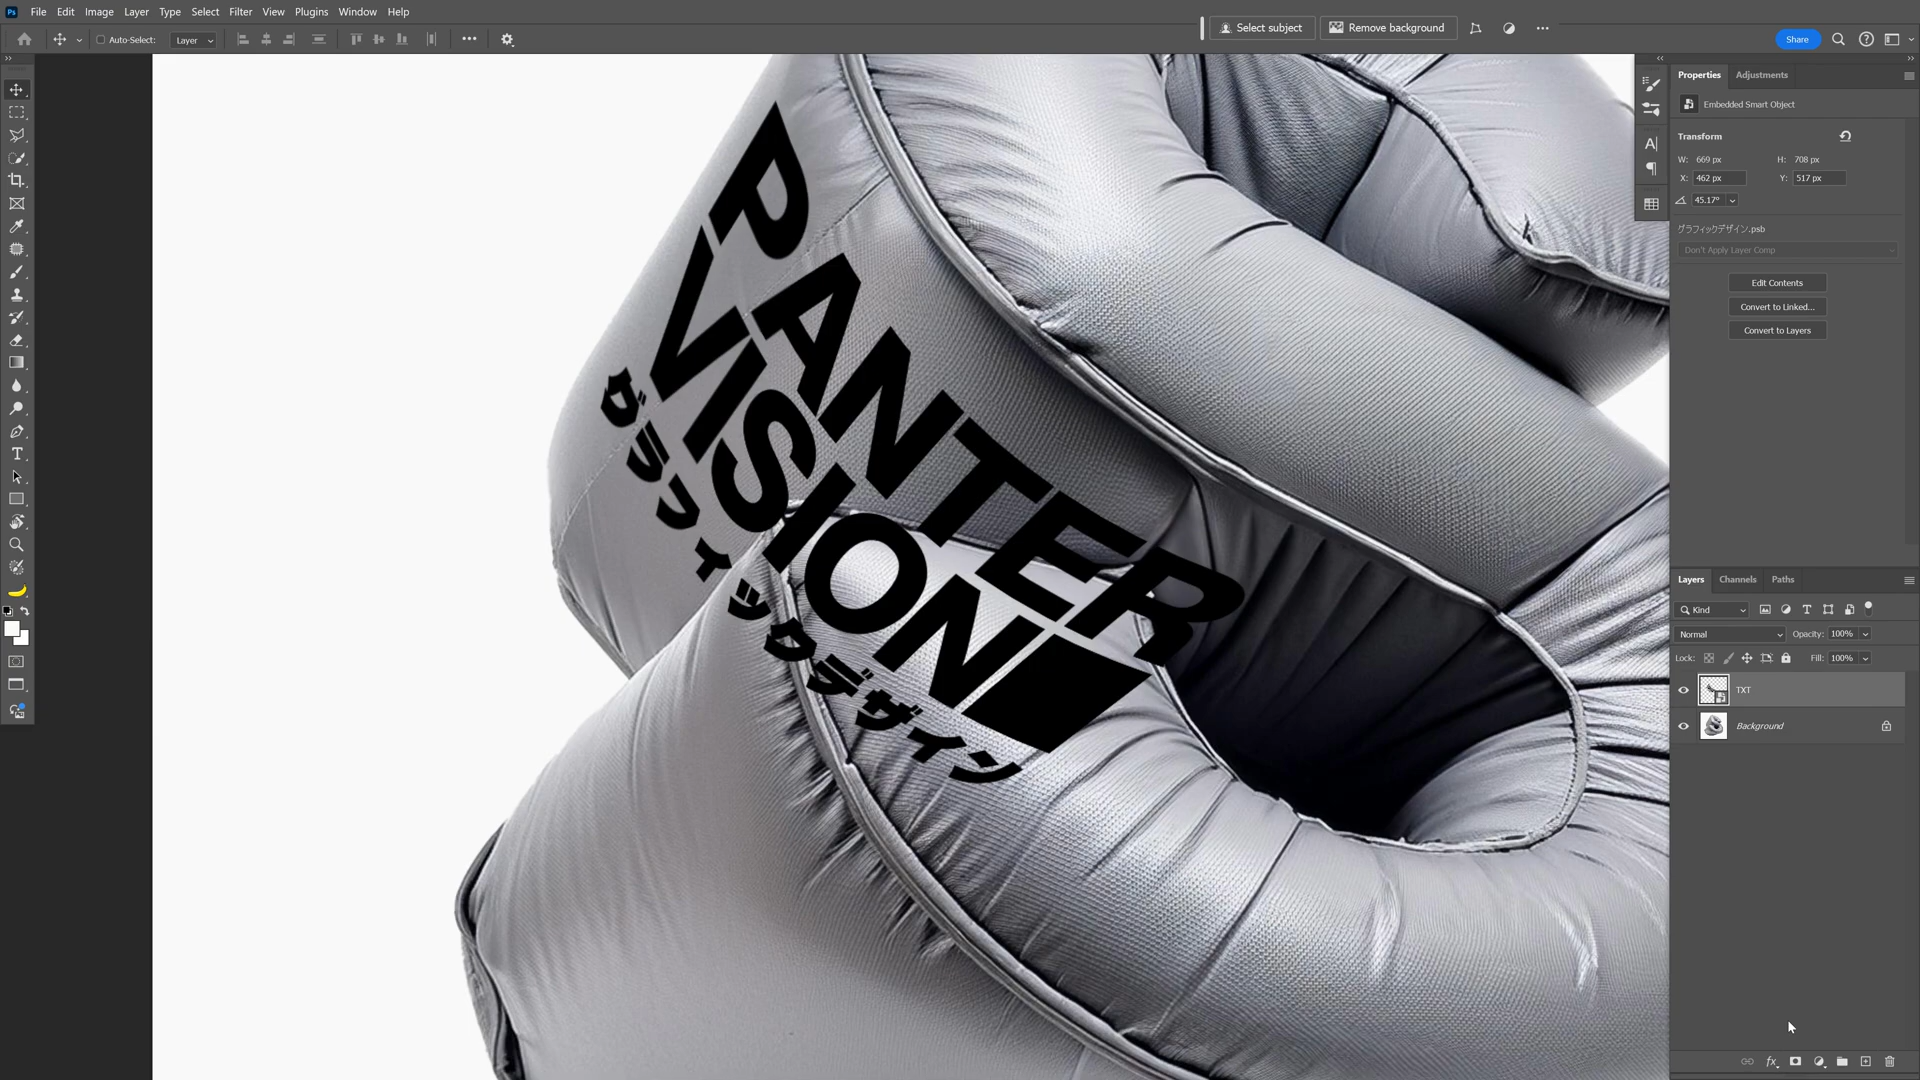 Ps File Edit Image Layer Type Select Filter View Plugins Window Help
Select subject Remove background
Auto-Select: Layer
Share
Properties Adjustments
Embedded Smart Object
Transform
W: 669 px H: 708 px
X: 462 px Y: 517 px
45.17°
グラフィックデザイン.psb
Don't Apply Layer Comp
Edit Contents
Convert to Linked...
Convert to Layers
PANTER
VISION
グラフィックデザイン
Layers Channels Paths
Kind
Normal Opacity: 100%
Lock: Fill: 100%
TXT
Background
fx